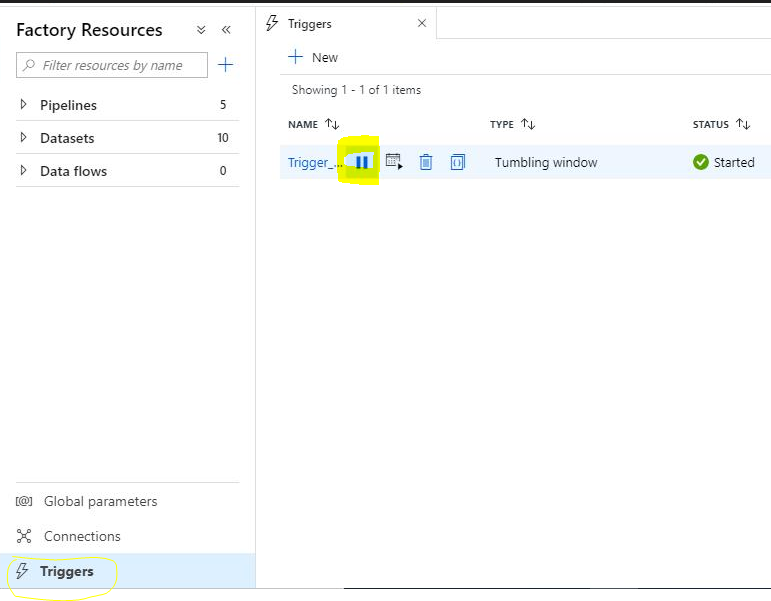 Factory Resources
Filter resources by name
Pipelines 5
Datasets 10
Data flows 0
Global parameters
Connections
Triggers
Triggers
New
Showing 1 - 1 of 1 items
NAME TYPE STATUS
Trigger_... Tumbling window Started